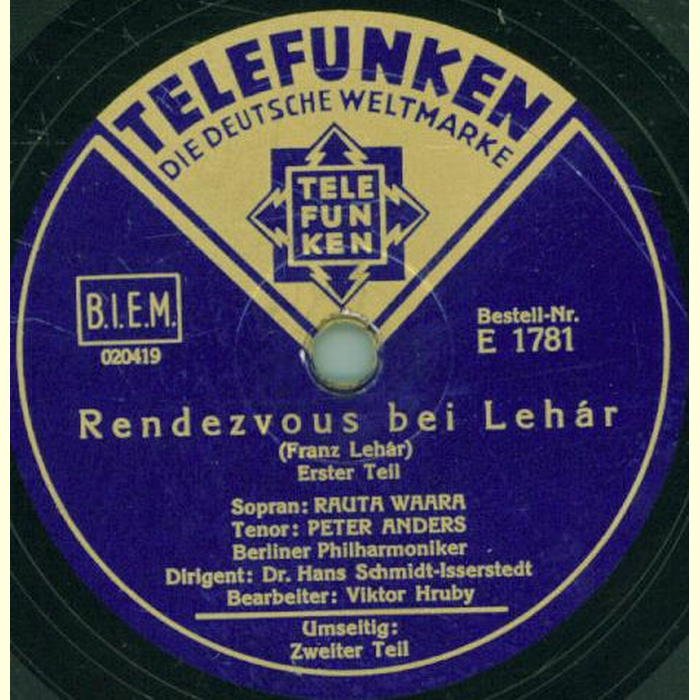 TELEFUNKEN
DIE DEUTSCHE WELTMARKE
TELE
FUN
KEN
B.I.E.M.
020419
Bestell-Nr.
E 1781
Rendezvous bei Lehár
(Franz Lehár)
Erster Teil
Sopran: RAUTA WAARA
Tenor: PETER ANDERS
Berliner Philharmoniker
Dirigent: Dr. Hans Schmidt-Isserstedt
Bearbeiter: Viktor Hruby
Umseitig:
Zweiter Teil